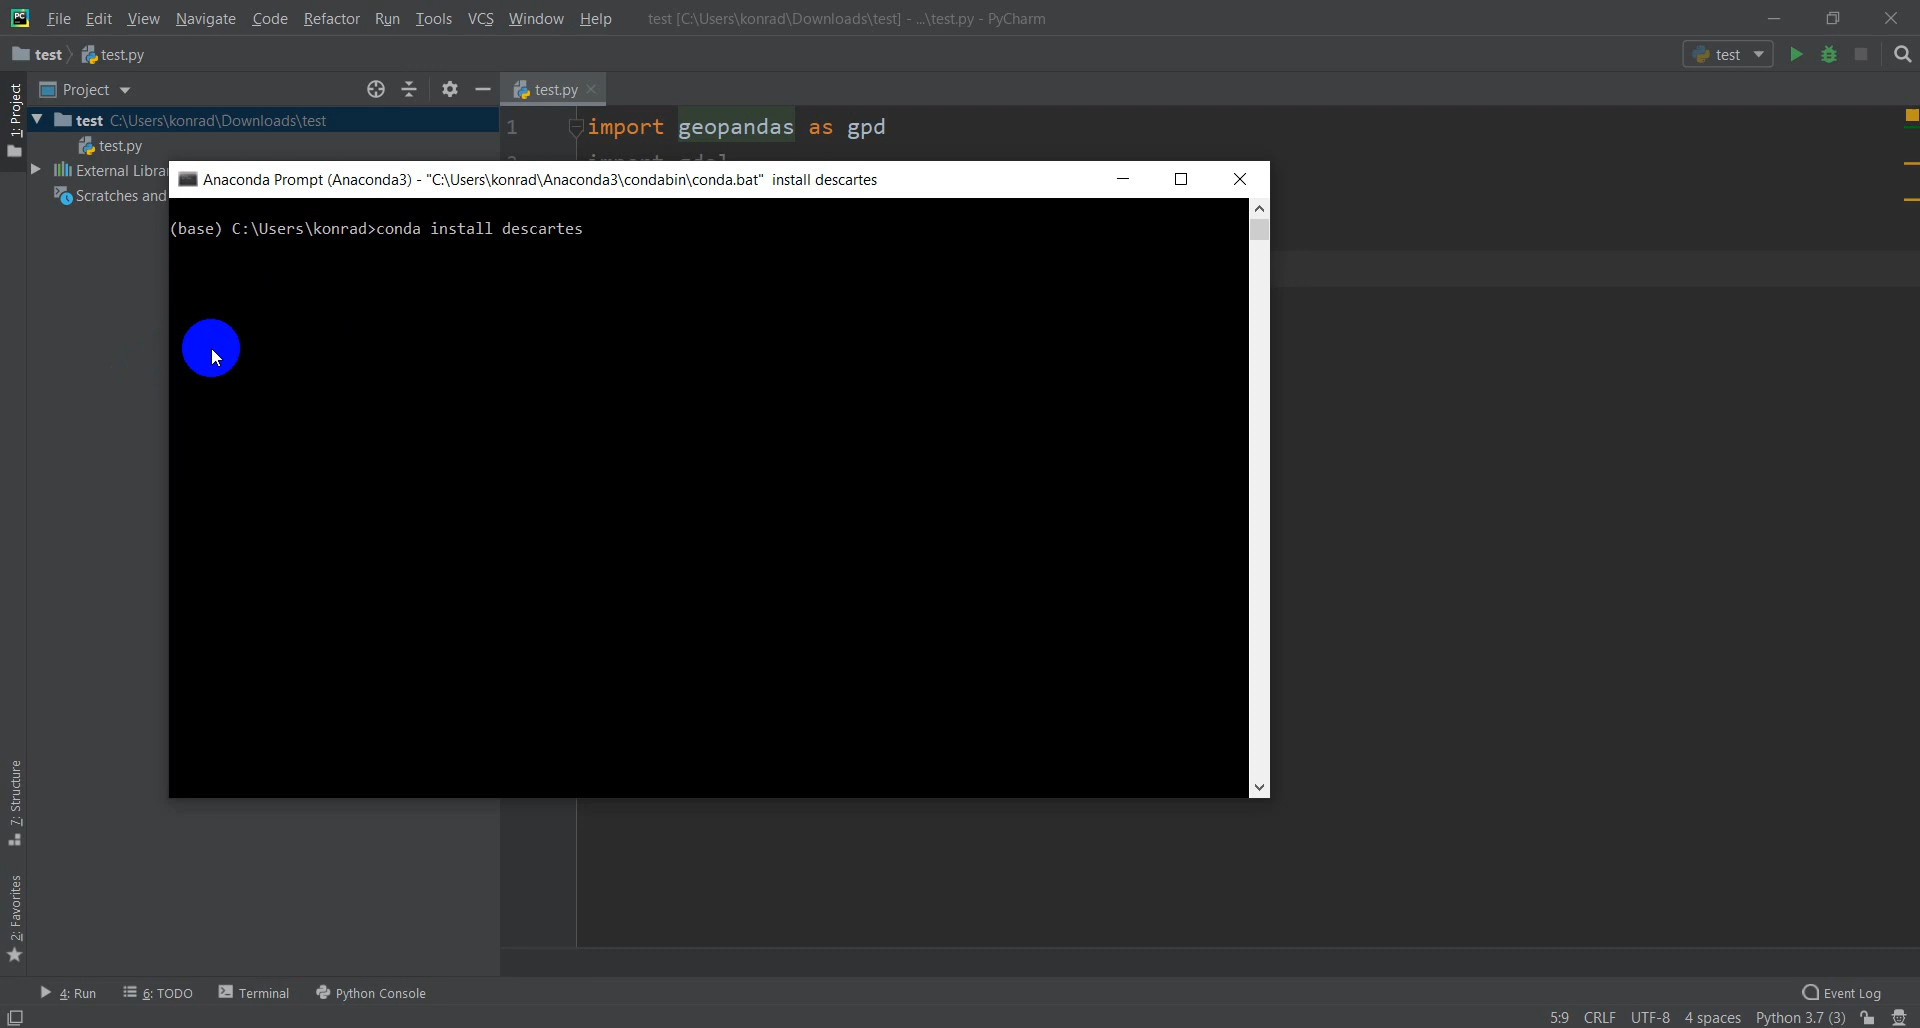 File Edit View Navigate Code Refactor Run Tools VCS Window Help test [C:\Users\konrad\Downloads\test] - ...\test.py - PyCharm
test test.py test
1: Project
Project test.py
test C:\Users\konrad\Downloads\test
1 import geopandas as gpd
test.py
External
Anaconda Prompt (Anaconda3) - "C:\Users\konrad\Anaconda3\condabin\conda.bat" install descartes
Scratches and
(base) C:\Users\konrad>conda install descartes
7: Structure
2: Favorites
4: Run 6: TODO Terminal Python Console Event Log
5:9 CRLF UTF-8 4 spaces Python 3.7 (3)